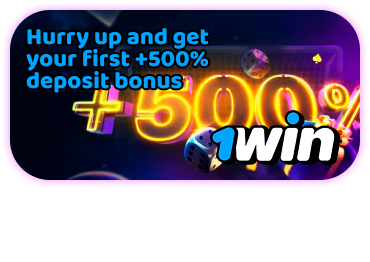 Hurry up and get
your first +500%
deposit bonus
+500%
1win